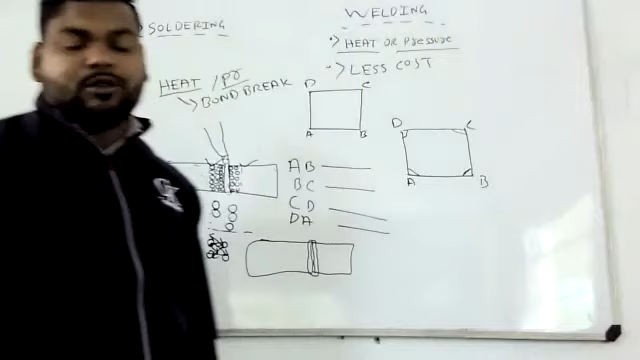 SOLDERING
WELDING
HEAT OR Pressure
LESS COST
HEAT / Pr
BOND BREAK
D C
A B
D C
A B
AB
BC
CD
DA